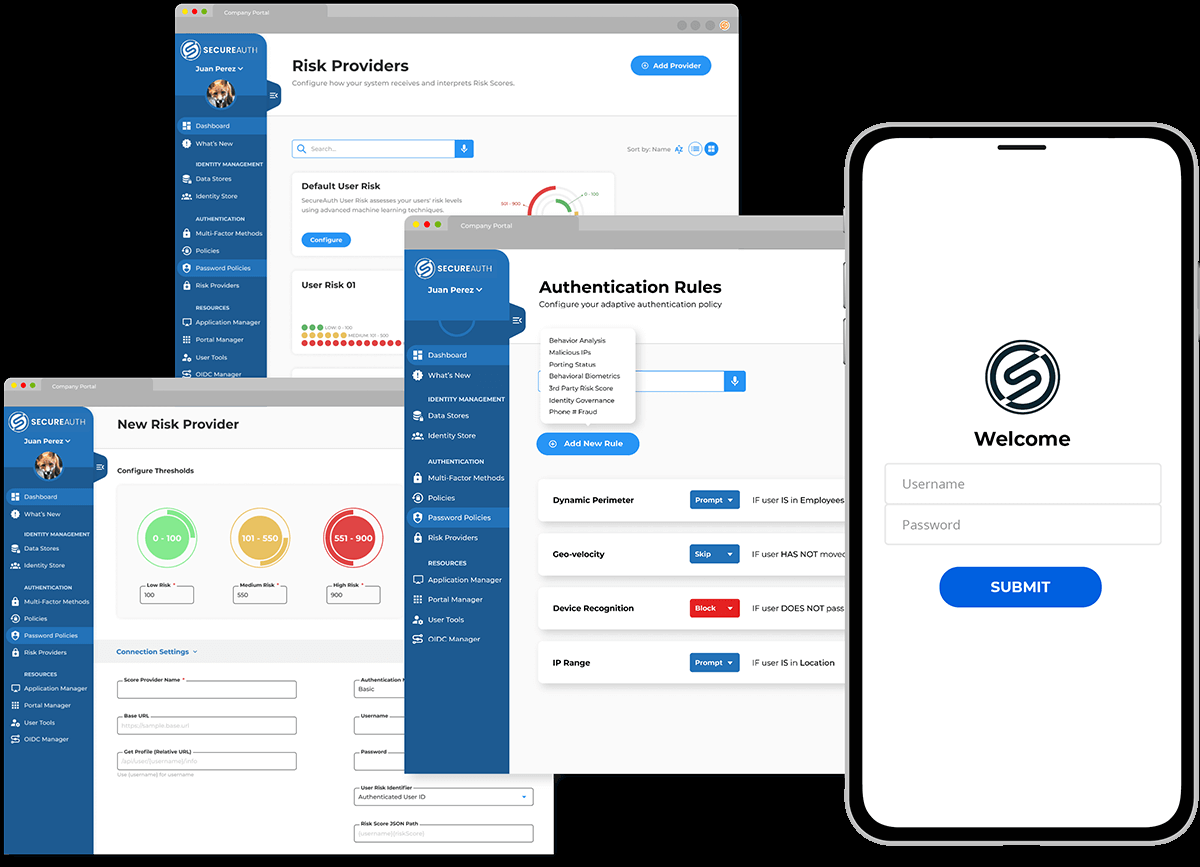 Company Portal
SECUREAUTH
Juan Perez
Dashboard
What's New
IDENTITY MANAGEMENT
Data Stores
Identity Store
AUTHENTICATION
Multi-Factor Methods
Policies
Password Policies
Risk Providers
RESOURCES
Application Manager
Portal Manager
User Tools
OIDC Manager
Risk Providers
Configure how your system receives and interprets Risk Scores.
Add Provider
Search...
Sort by: Name
Default User Risk
SecureAuth User Risk assesses your users' risk levels
using advanced machine learning techniques.
Configure
501 - 900
0 - 100
User Risk 01
LOW: 0 - 100
MEDIUM: 101 - 500
Company Portal
SECUREAUTH
Juan Perez
Dashboard
What's New
IDENTITY MANAGEMENT
Data Stores
Identity Store
AUTHENTICATION
Multi-Factor Methods
Policies
Password Policies
Risk Providers
RESOURCES
Application Manager
Portal Manager
User Tools
OIDC Manager
Authentication Rules
Configure your adaptive authentication policy
Behavior Analysis
Malicious IPs
Porting Status
Behavioral Biometrics
3rd Party Risk Score
Identity Governance
Phone # Fraud
Add New Rule
Dynamic Perimeter
Prompt
IF user IS in Employees
Geo-velocity
Skip
IF user HAS NOT moved
Device Recognition
Block
IF user DOES NOT pass
IP Range
Prompt
IF user IS in Location
Company Portal
SECUREAUTH
Juan Perez
Dashboard
What's New
IDENTITY MANAGEMENT
Data Stores
Identity Store
AUTHENTICATION
Multi-Factor Methods
Policies
Password Policies
Risk Providers
RESOURCES
Application Manager
Portal Manager
User Tools
OIDC Manager
New Risk Provider
Configure Thresholds
0 - 100
101 - 550
551 - 900
Low Risk *
100
Medium Risk *
550
High Risk *
900
Connection Settings
Score Provider Name *
Base URL
https://sample.base.url
Get Profile (Relative URL)
/api/user/{username}/info
Use {username} for username
Authentication
Basic
Username
Password
User Risk Identifier
Authenticated User ID
Risk Score JSON Path
{username}{riskScore}
Welcome
Username
Password
SUBMIT